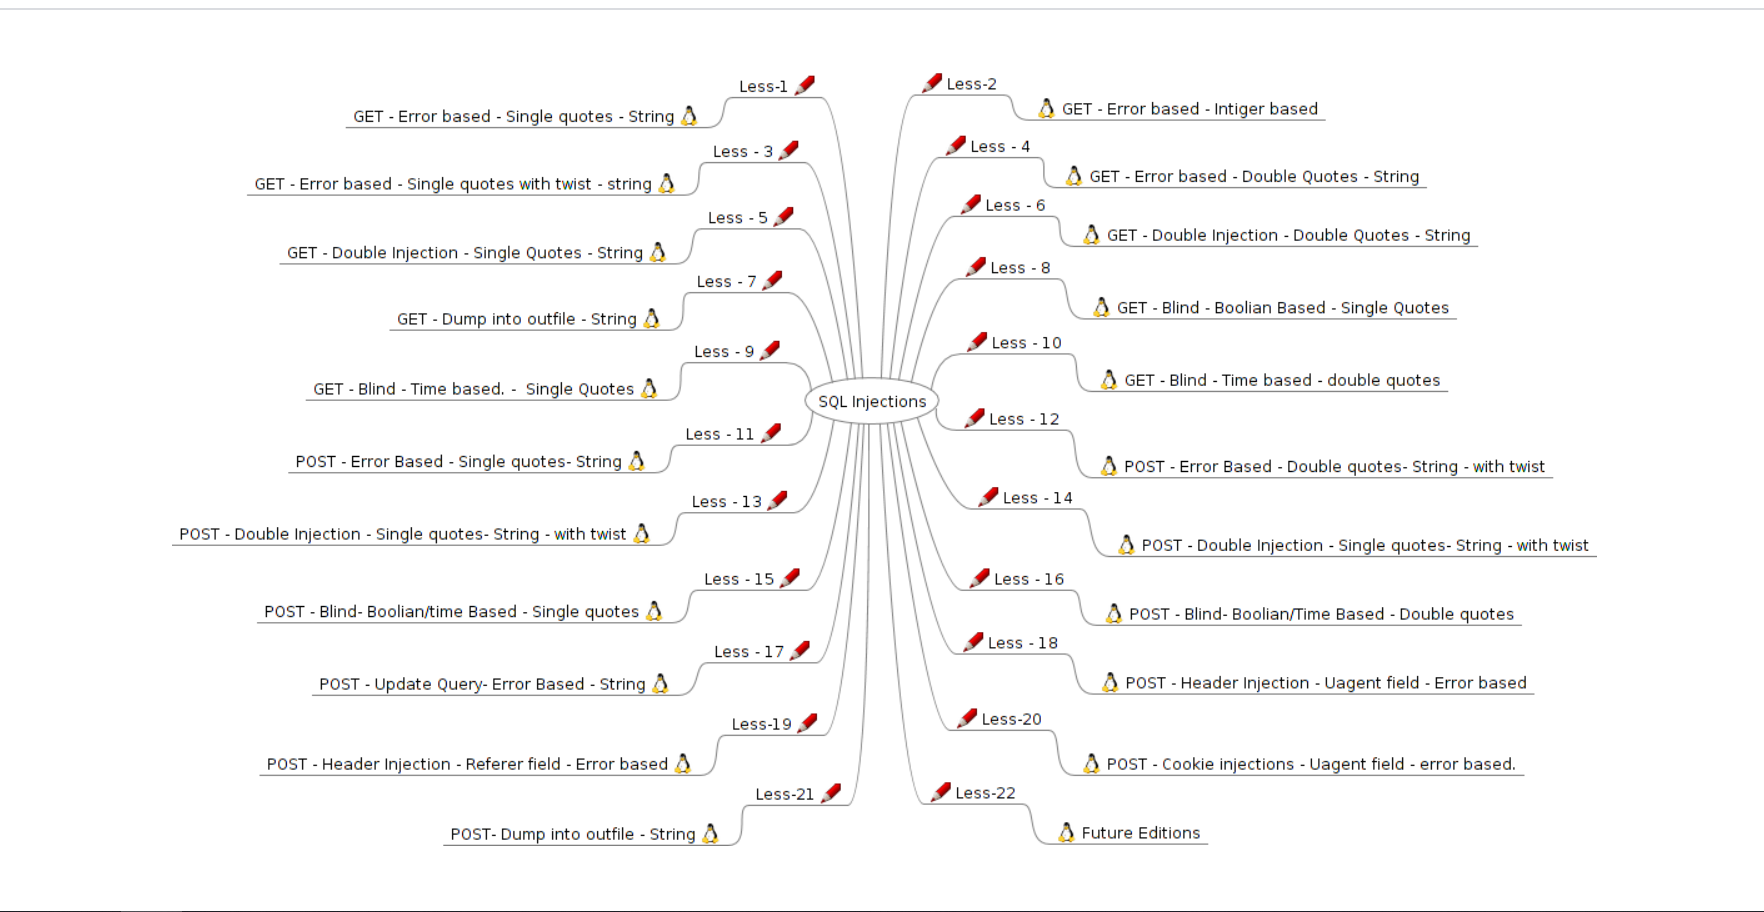 Less-1
GET - Error based - Single quotes - String
Less - 3
GET - Error based - Single quotes with twist - string
Less - 5
GET - Double Injection - Single Quotes - String
Less - 7
GET - Dump into outfile - String
Less - 9
GET - Blind - Time based. - Single Quotes
Less - 11
POST - Error Based - Single quotes- String
Less - 13
POST - Double Injection - Single quotes- String - with twist
Less - 15
POST - Blind- Boolian/time Based - Single quotes
Less - 17
POST - Update Query- Error Based - String
Less-19
POST - Header Injection - Referer field - Error based
Less-21
POST- Dump into outfile - String
SQL Injections
Less-2
GET - Error based - Intiger based
Less - 4
GET - Error based - Double Quotes - String
Less - 6
GET - Double Injection - Double Quotes - String
Less - 8
GET - Blind - Boolian Based - Single Quotes
Less - 10
GET - Blind - Time based - double quotes
Less - 12
POST - Error Based - Double quotes- String - with twist
Less - 14
POST - Double Injection - Single quotes- String - with twist
Less - 16
POST - Blind- Boolian/Time Based - Double quotes
Less - 18
POST - Header Injection - Uagent field - Error based
Less-20
POST - Cookie injections - Uagent field - error based.
Less-22
Future Editions